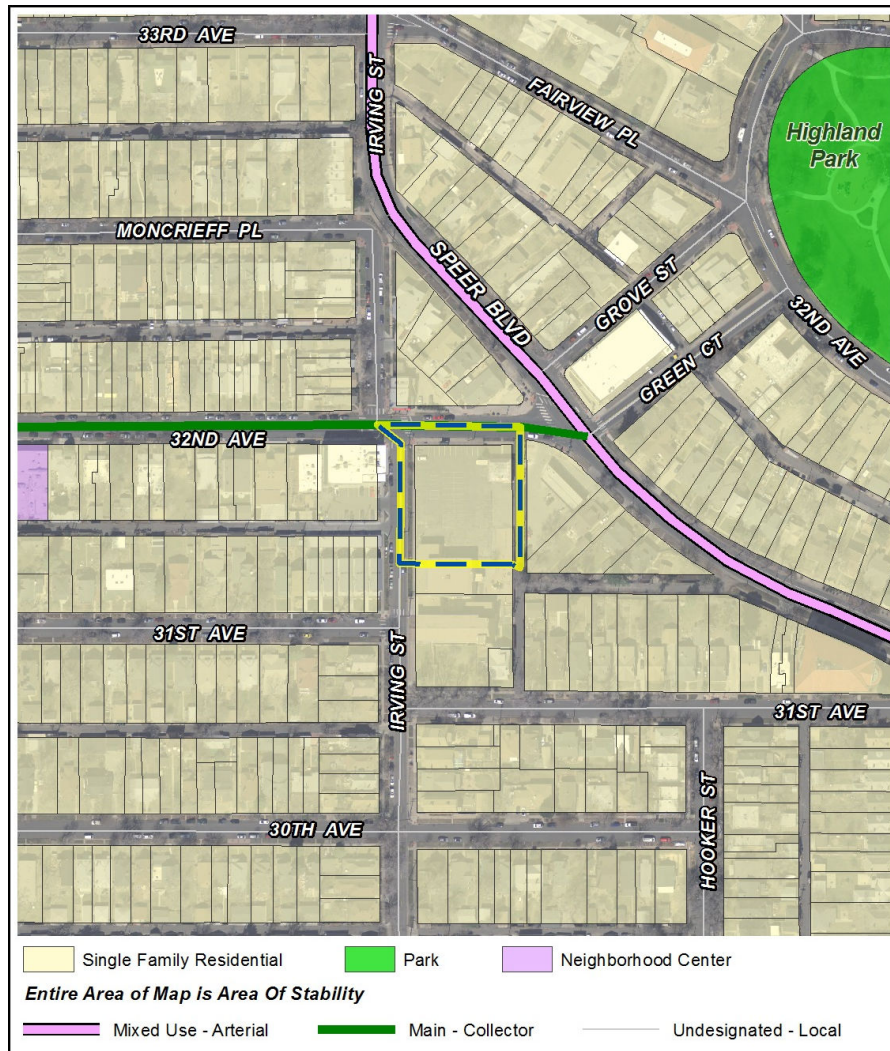 33RD AVE
IRVING ST
FAIRVIEW PL
Highland
Park
MONCRIEFF PL
SPEER BLVD
GROVE ST
32ND AVE
GREEN CT
32ND AVE
31ST AVE
IRVING ST
31ST AVE
30TH AVE
HOOKER ST
Single Family Residential
Park
Neighborhood Center
Entire Area of Map is Area Of Stability
Mixed Use - Arterial
Main - Collector
Undesignated - Local